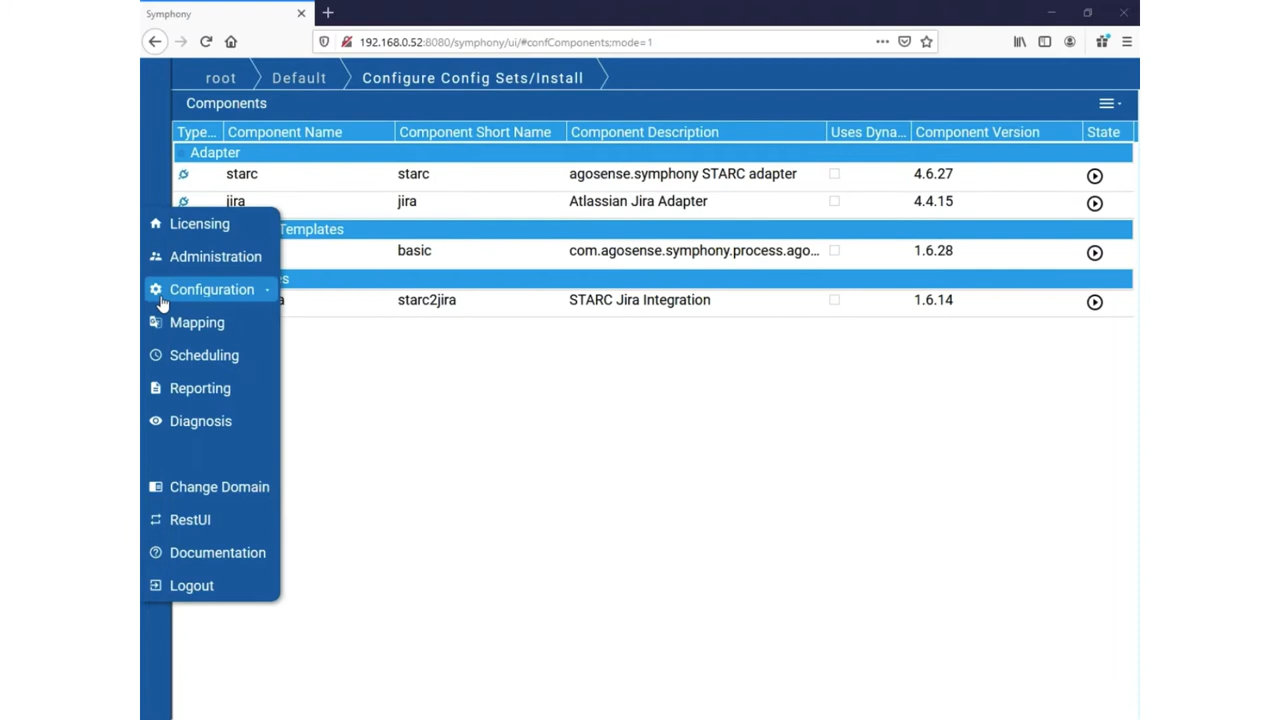 Symphony
192.168.0.52:8080/symphony/ui/#confComponents;mode=1
root Default Configure Config Sets/Install
Components
Type... Component Name Component Short Name Component Description Uses Dyna... Component Version State
Adapter
starc starc agosense.symphony STARC adapter 4.6.27
jira jira Atlassian Jira Adapter 4.4.15
Templates
basic com.agosense.symphony.process.ago... 1.6.28
es
a starc2jira STARC Jira Integration 1.6.14
Licensing
Administration
Configuration
Mapping
Scheduling
Reporting
Diagnosis
Change Domain
RestUI
Documentation
Logout